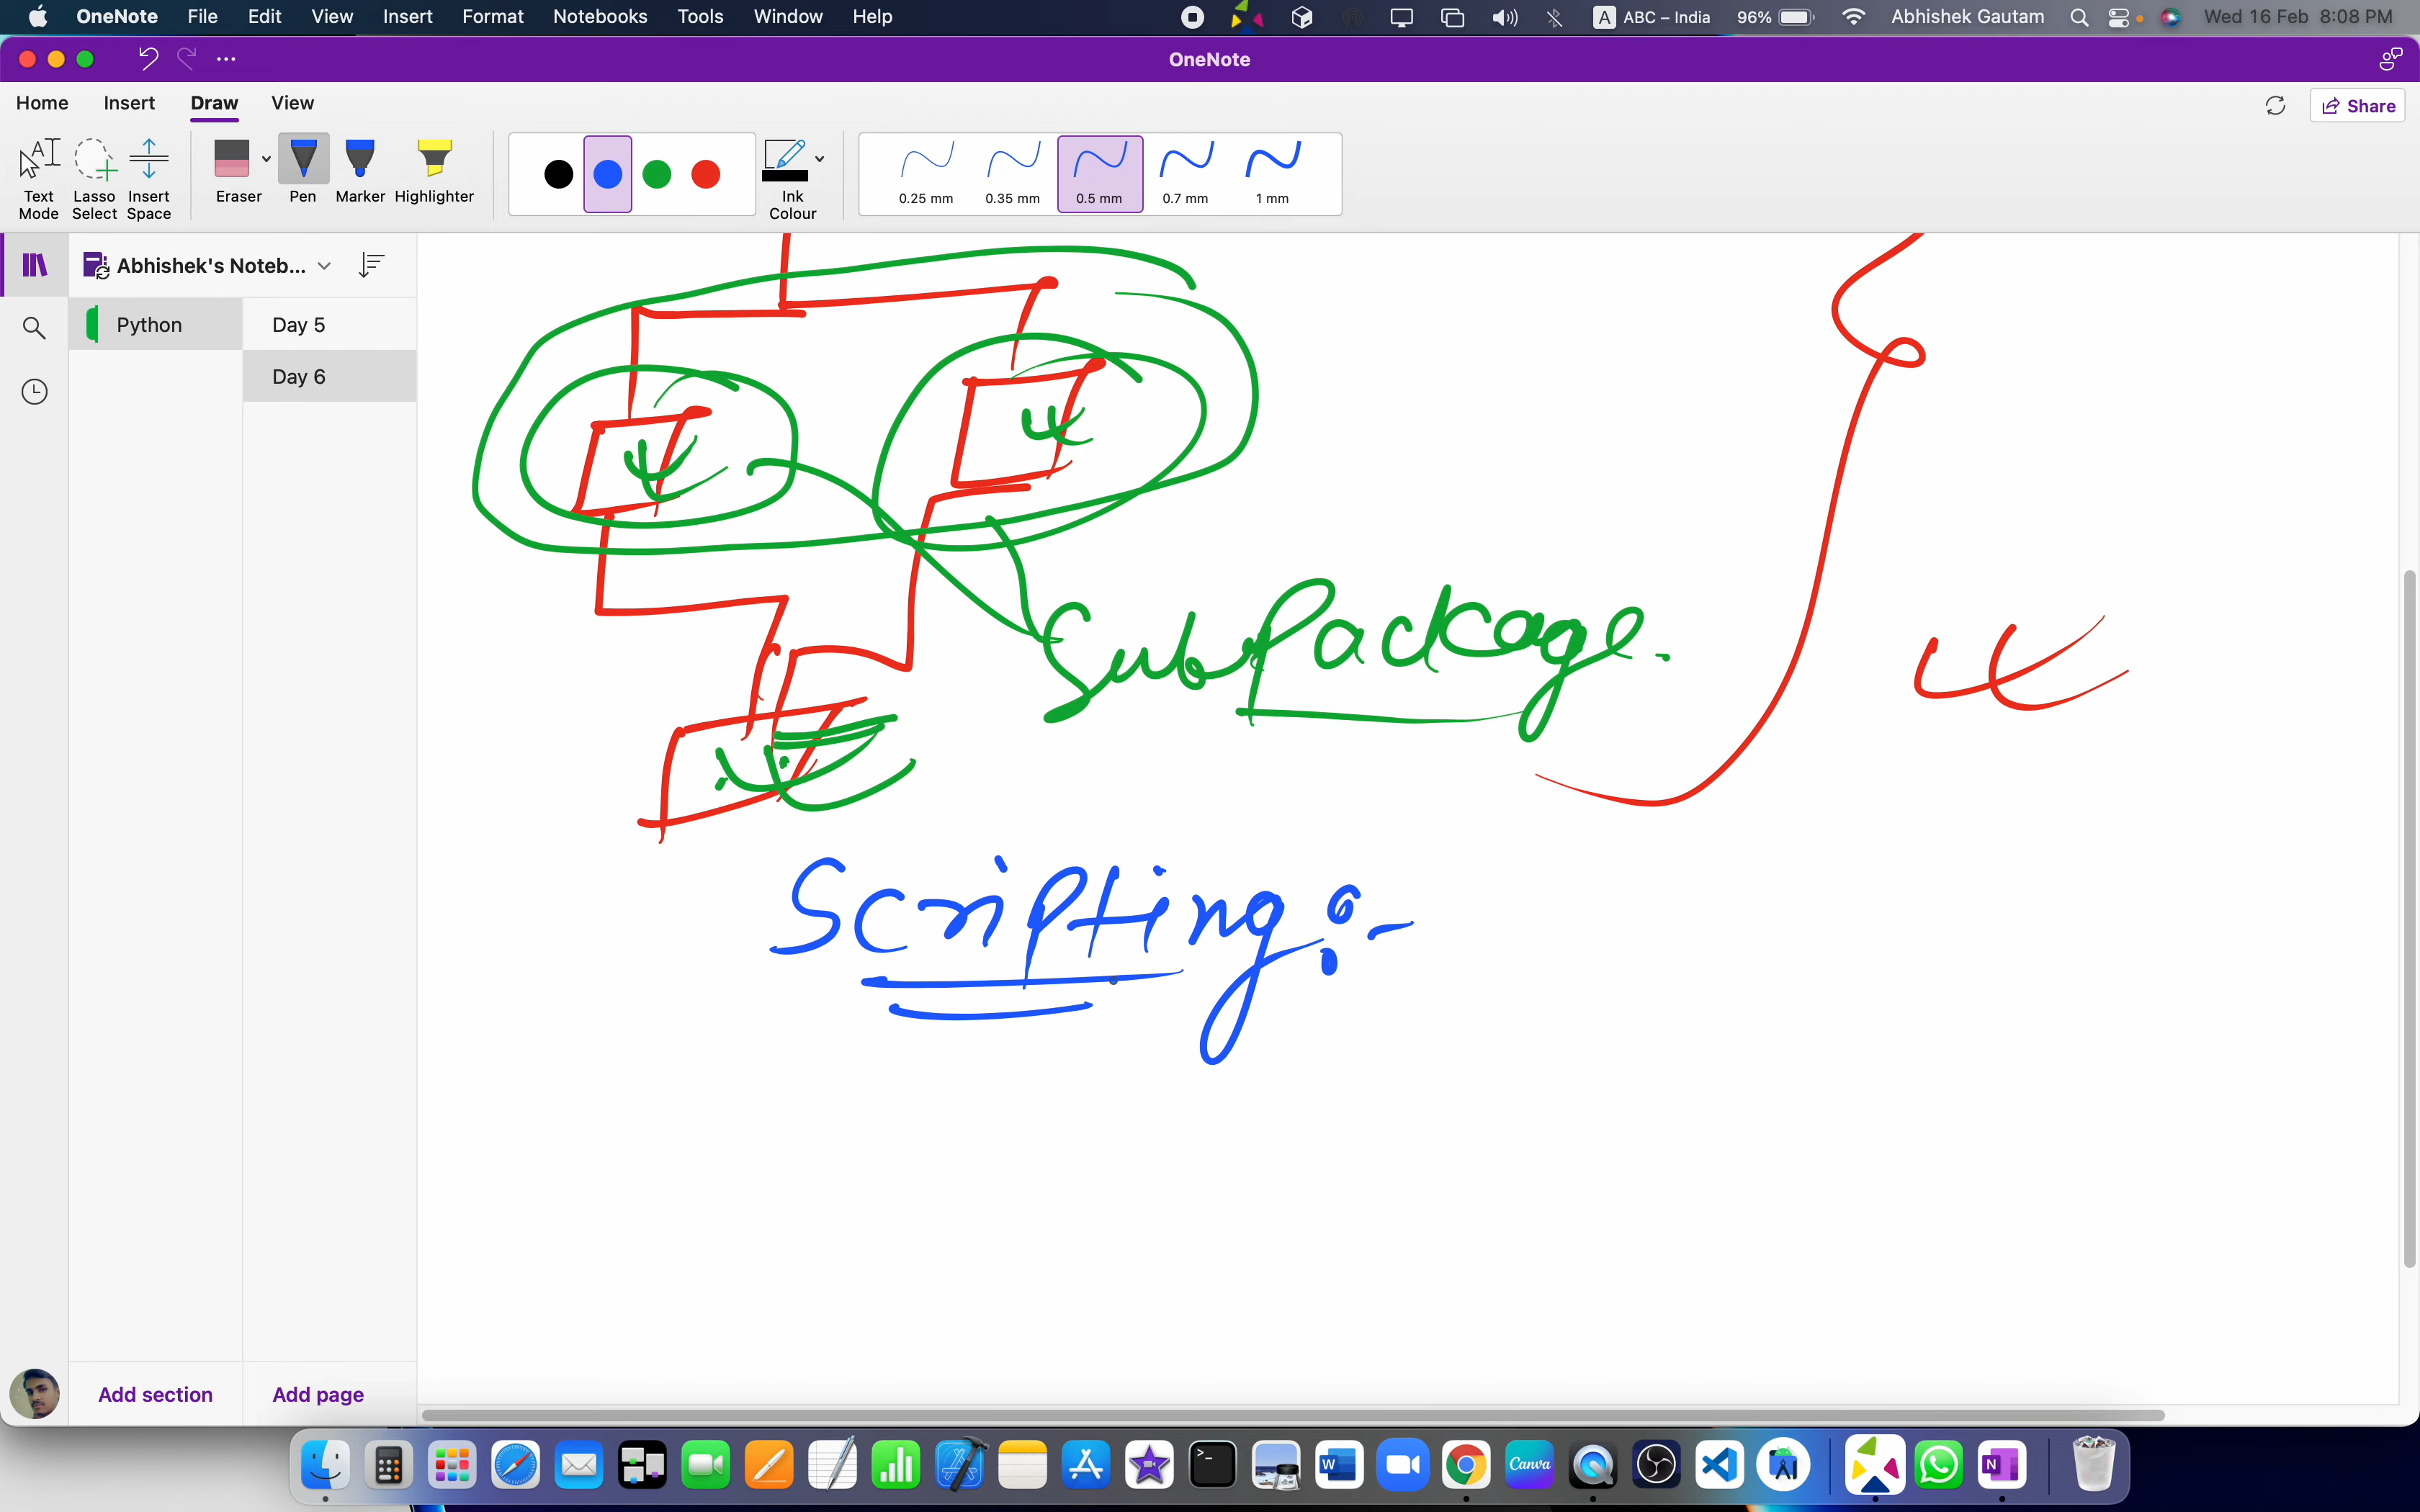 OneNote File Edit View Insert Format Notebooks Tools Window Help A ABC – India 96% Abhishek Gautam Wed 16 Feb 8:08 PM
OneNote
Home Insert Draw View Share
Text Mode
Lasso Select
Insert Space
Eraser
Pen
Marker
Highlighter
Ink Colour
0.25 mm
0.35 mm
0.5 mm
0.7 mm
1 mm
Abhishek's Noteb...
Python
Day 5
Day 6
SubPackage.
Scripting :-
Add section
Add page
W
Canva
N